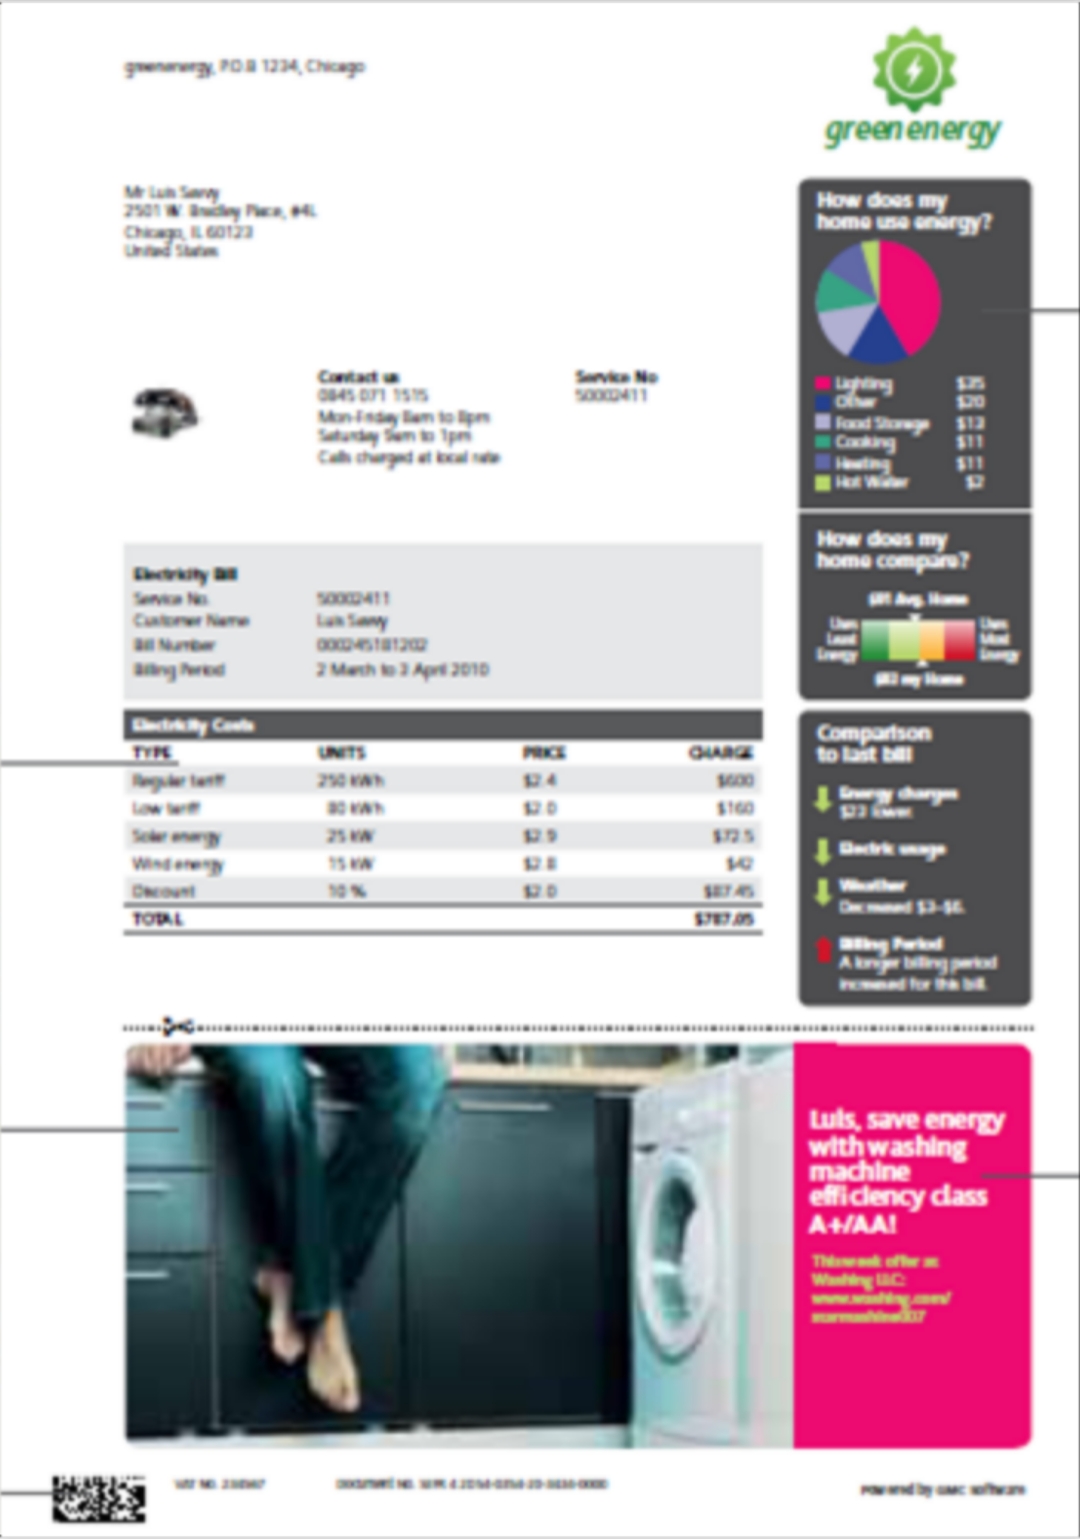 greenenergy, P.O.B 1234, Chicago
greenenergy
Mr Luis Savvy
2501 W. Bradley Place, #4L
Chicago, IL 60123
United States
Contact us
0845 071 1515
Mon-Friday 8am to 8pm
Saturday 9am to 1pm
Calls charged at local rate
Service No
50002411
Electricity Bill
Service No. 50002411
Customer Name Luis Savvy
Bill Number 000245181202
Billing Period 2 March to 3 April 2010
Electricity Costs
TYPE UNITS PRICE CHARGE
Regular tariff 250 kWh $2.4 $600
Low tariff 80 kWh $2.0 $160
Solar energy 25 kW $2.9 $72.5
Wind energy 15 kW $2.8 $42
Discount 10 % $2.0 $87.45
TOTAL $787.05
How does my
home use energy?
Lighting $35
Other $20
Food Storage $13
Cooking $11
Heating $11
Hot Water $2
How does my
home compare?
$81 Avg. Home
Uses
Least
Energy
Uses
Most
Energy
$83 my Home
Comparison
to last bill
Energy charges
$23 lower.
Electric usage
Weather
Decreased $3-$6.
Billing Period
A longer billing period
increased for this bill.
Luis, save energy
with washing
machine
efficiency class
A+/AA!
This week offer as
Washing LLC:
www.washing.com/
VAT NO. 234567
DOCUMENT NO.
Powered by GMC Software